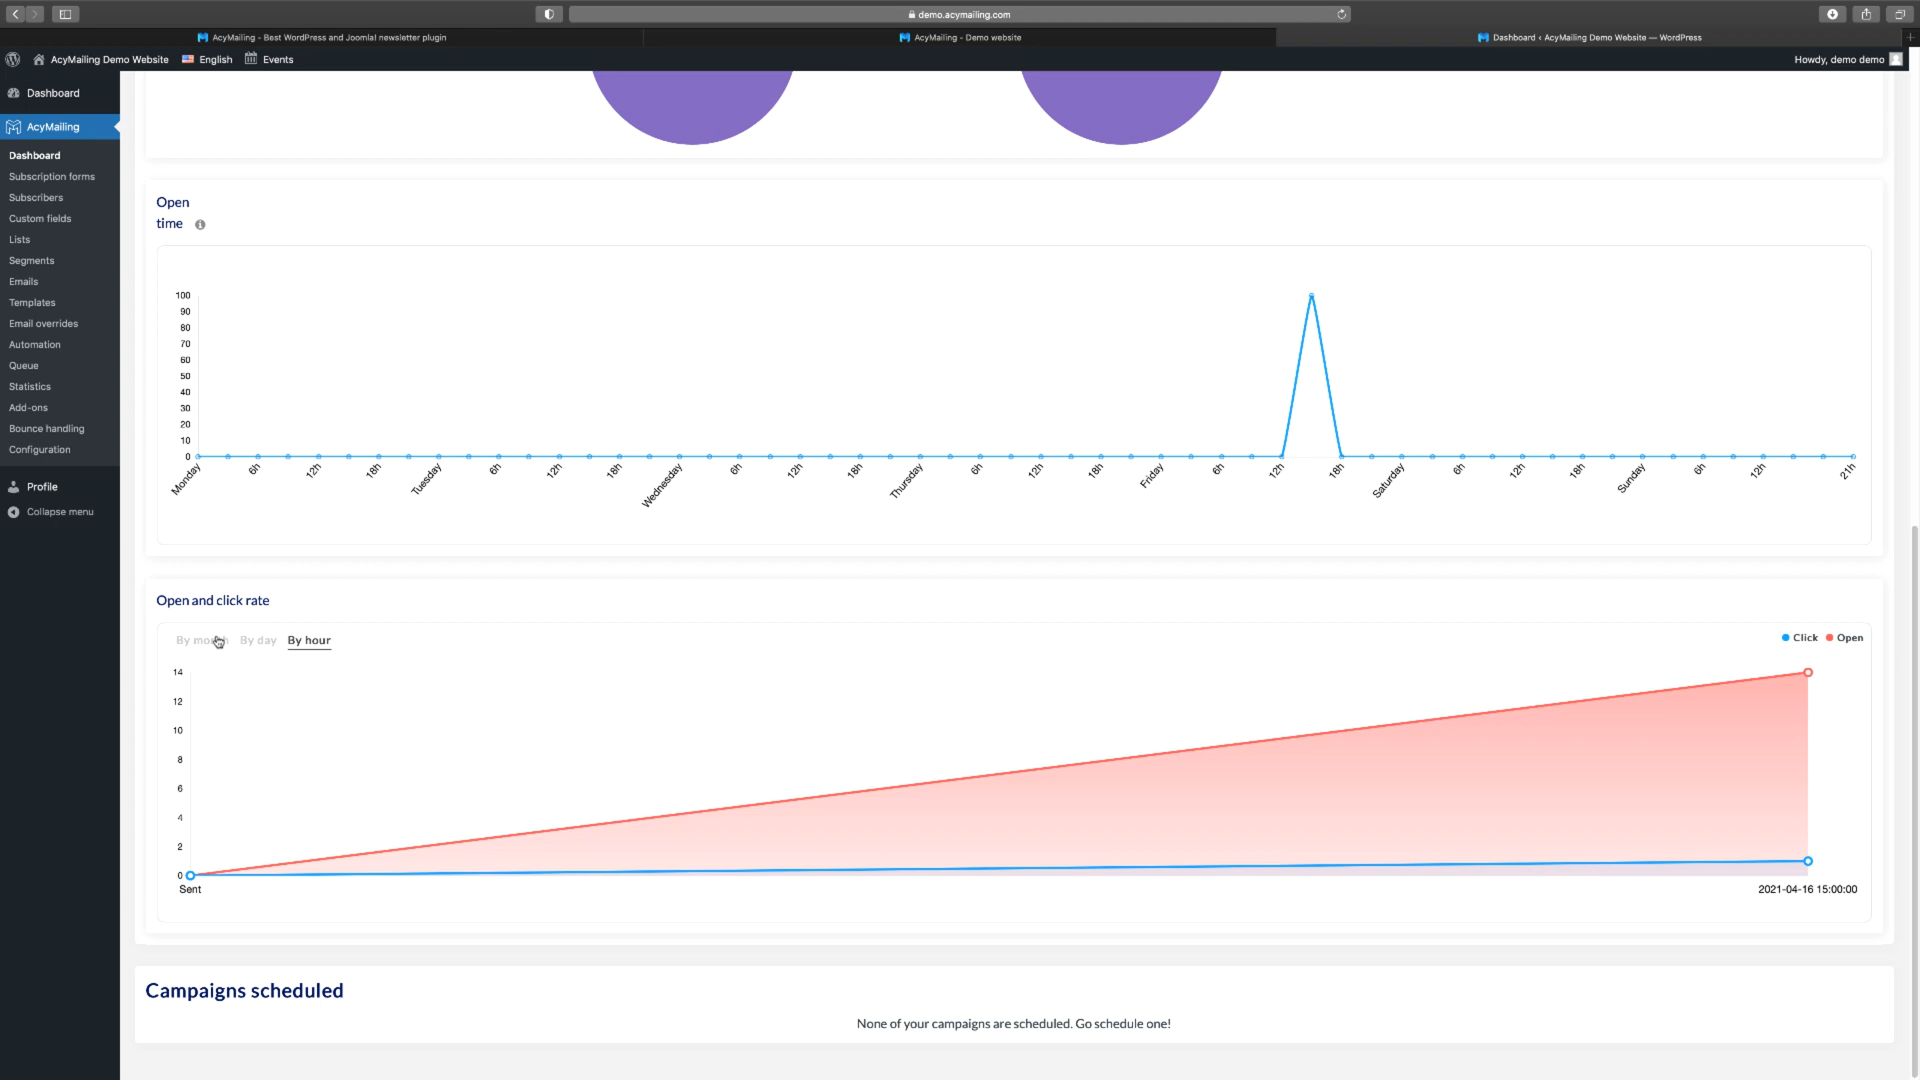 demo.acymailing.com
AcyMailing - Best WordPress and Joomla! newsletter plugin
AcyMailing - Demo website
Dashboard ‹ AcyMailing Demo Website — WordPress
AcyMailing Demo Website
English
Events
Howdy, demo demo
Dashboard
AcyMailing
Dashboard
Subscription forms
Subscribers
Custom fields
Lists
Segments
Emails
Templates
Email overrides
Automation
Queue
Statistics
Add-ons
Bounce handling
Configuration
Profile
Collapse menu
Open
time
100
90
80
70
60
50
40
30
20
10
0
Monday 6h 12h 18h Tuesday 6h 12h 18h Wednesday 6h 12h 18h Thursday 6h 12h 18h Friday 6h 12h 18h Saturday 6h 12h 18h Sunday 6h 12h 21h
Open and click rate
By month By day By hour
Click Open
14
12
10
8
6
4
2
0
Sent
2021-04-16 15:00:00
Campaigns scheduled
None of your campaigns are scheduled. Go schedule one!